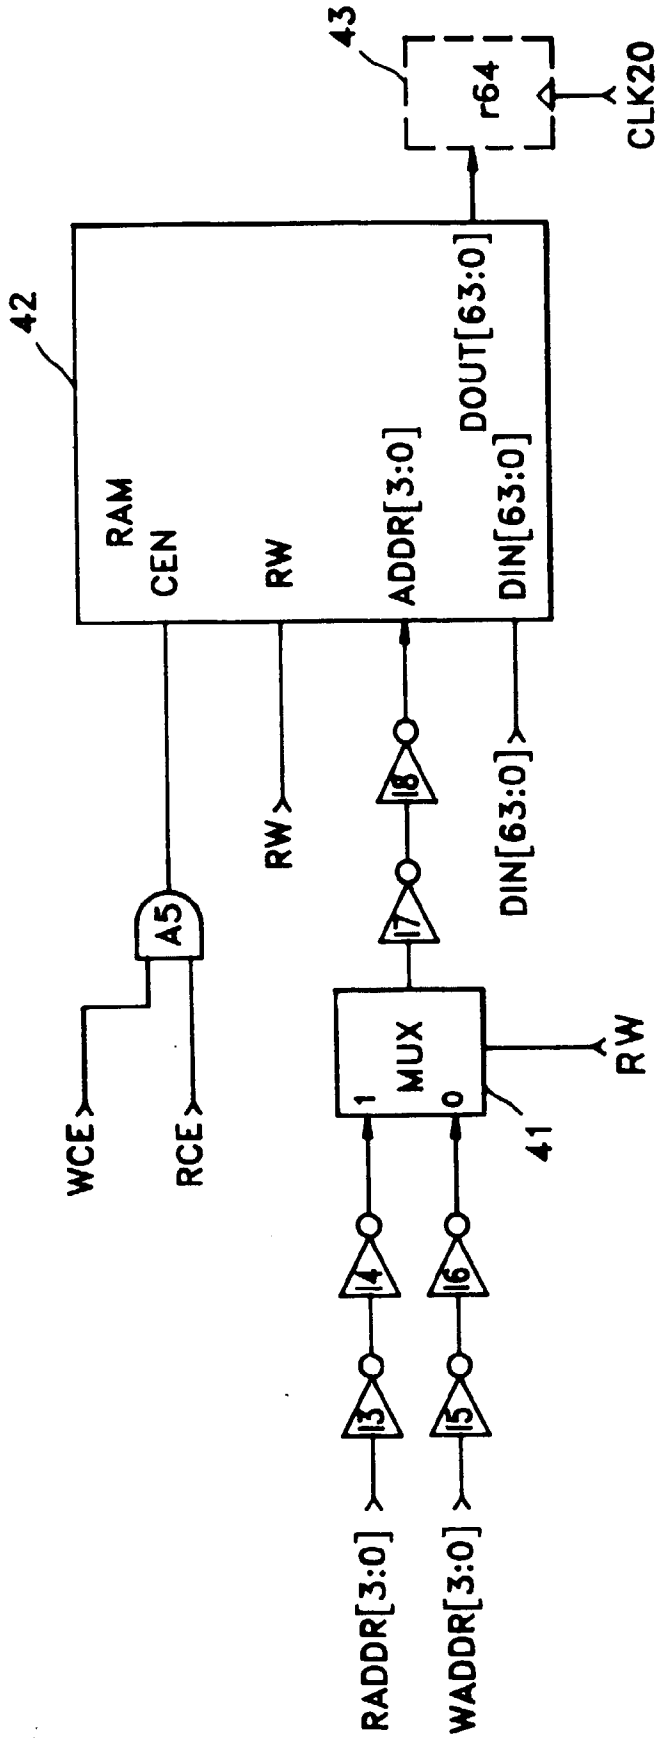 WCE
RCE
A5
RW
RADDR[3:0]
I3
I4
WADDR[3:0]
I5
I6
1
MUX
0
41
RW
I7
I8
DIN[63:0]
42
RAM
CEN
RW
ADDR[3:0]
DIN[63:0]
DOUT[63:0]
43
r64
CLK20